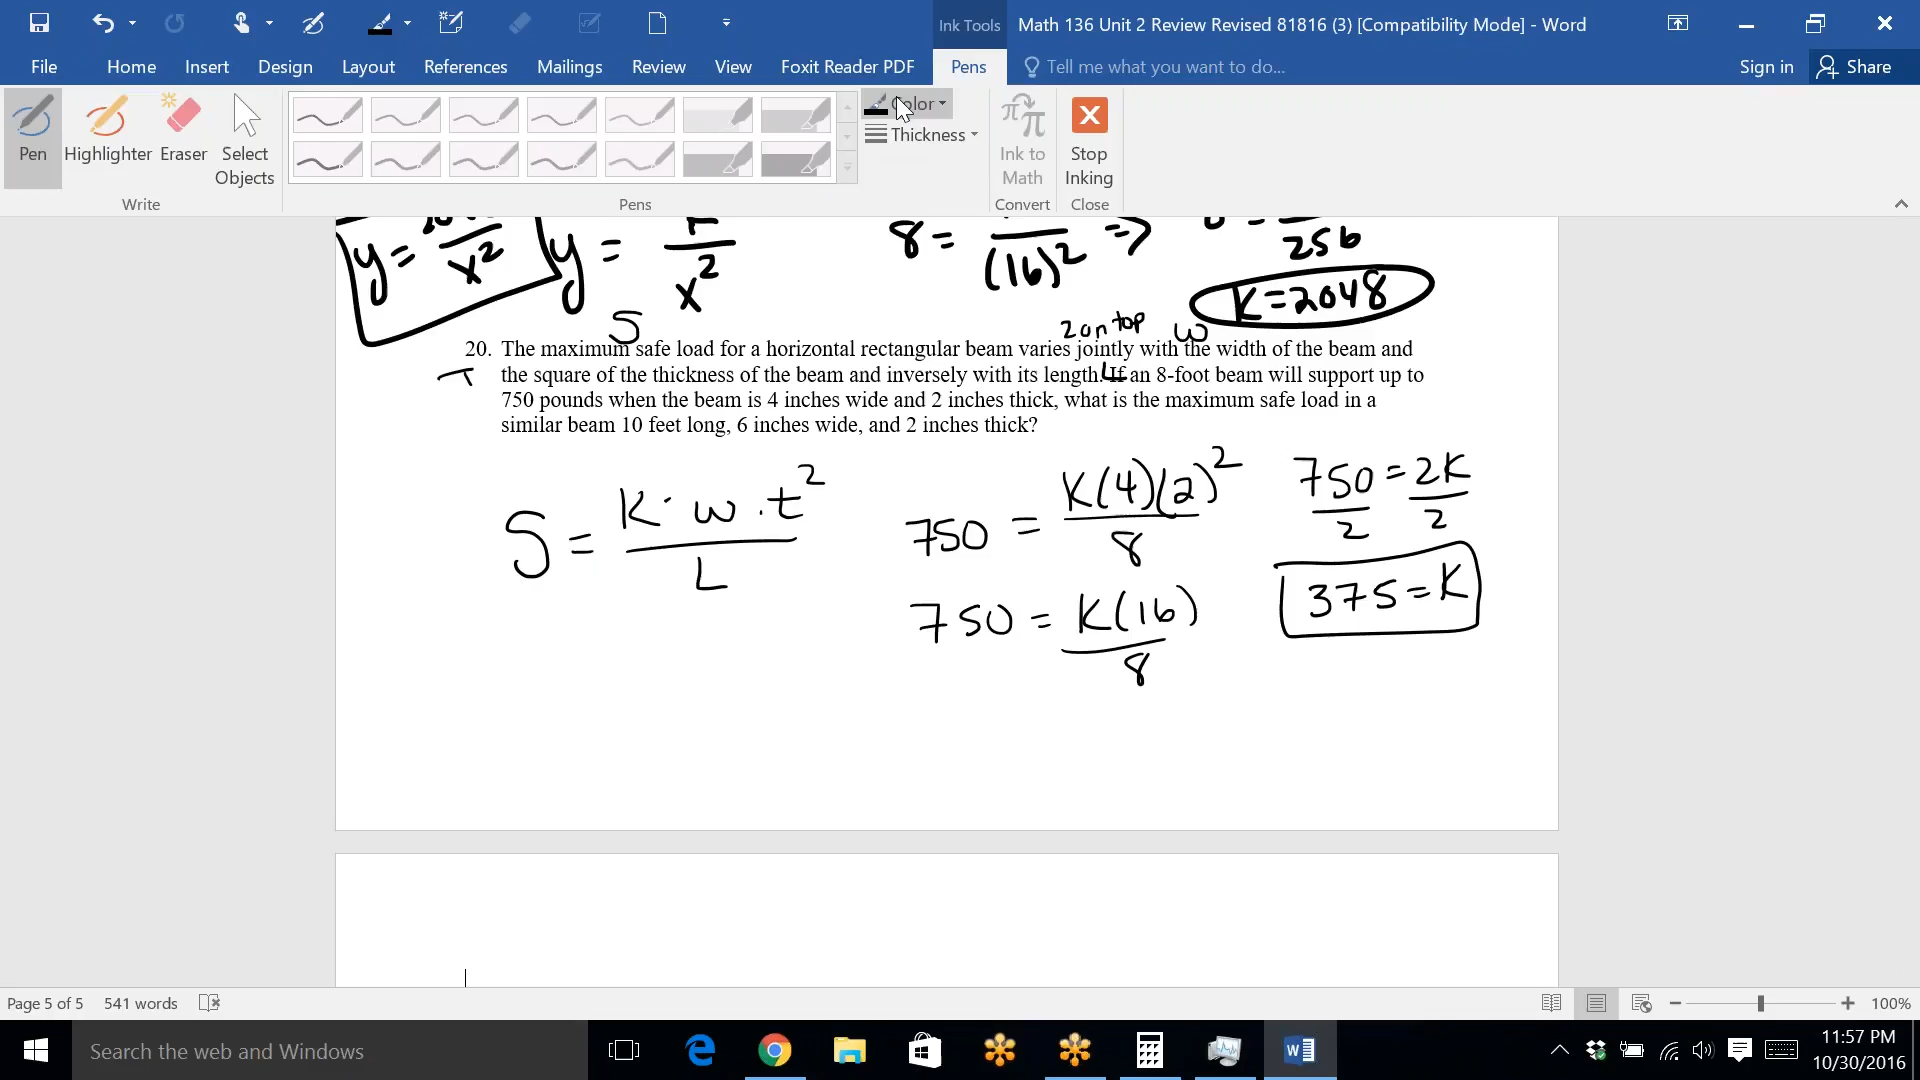 Ink Tools Math 136 Unit 2 Review Revised 81816 (3) [Compatibility Mode] - Word
File Home Insert Design Layout References Mailings Review View Foxit Reader PDF Pens Tell me what you want to do... Sign in Share
Pen Highlighter Eraser Select Objects
Color
Thickness
Ink to Math
Stop Inking
Write Pens Convert Close
y = x² y = x²
8 = (16)² => 256
K=2048
S
2 on top w
20. The maximum safe load for a horizontal rectangular beam varies jointly with the width of the beam and
T the square of the thickness of the beam and inversely with its length. L If an 8-foot beam will support up to
750 pounds when the beam is 4 inches wide and 2 inches thick, what is the maximum safe load in a
similar beam 10 feet long, 6 inches wide, and 2 inches thick?
S = K · w · t² / L
750 = K(4)(2)² / 8
750 = K(16) / 8
750 / 2 = 2K / 2
375 = K
Page 5 of 5 541 words 100%
Search the web and Windows
11:57 PM
10/30/2016